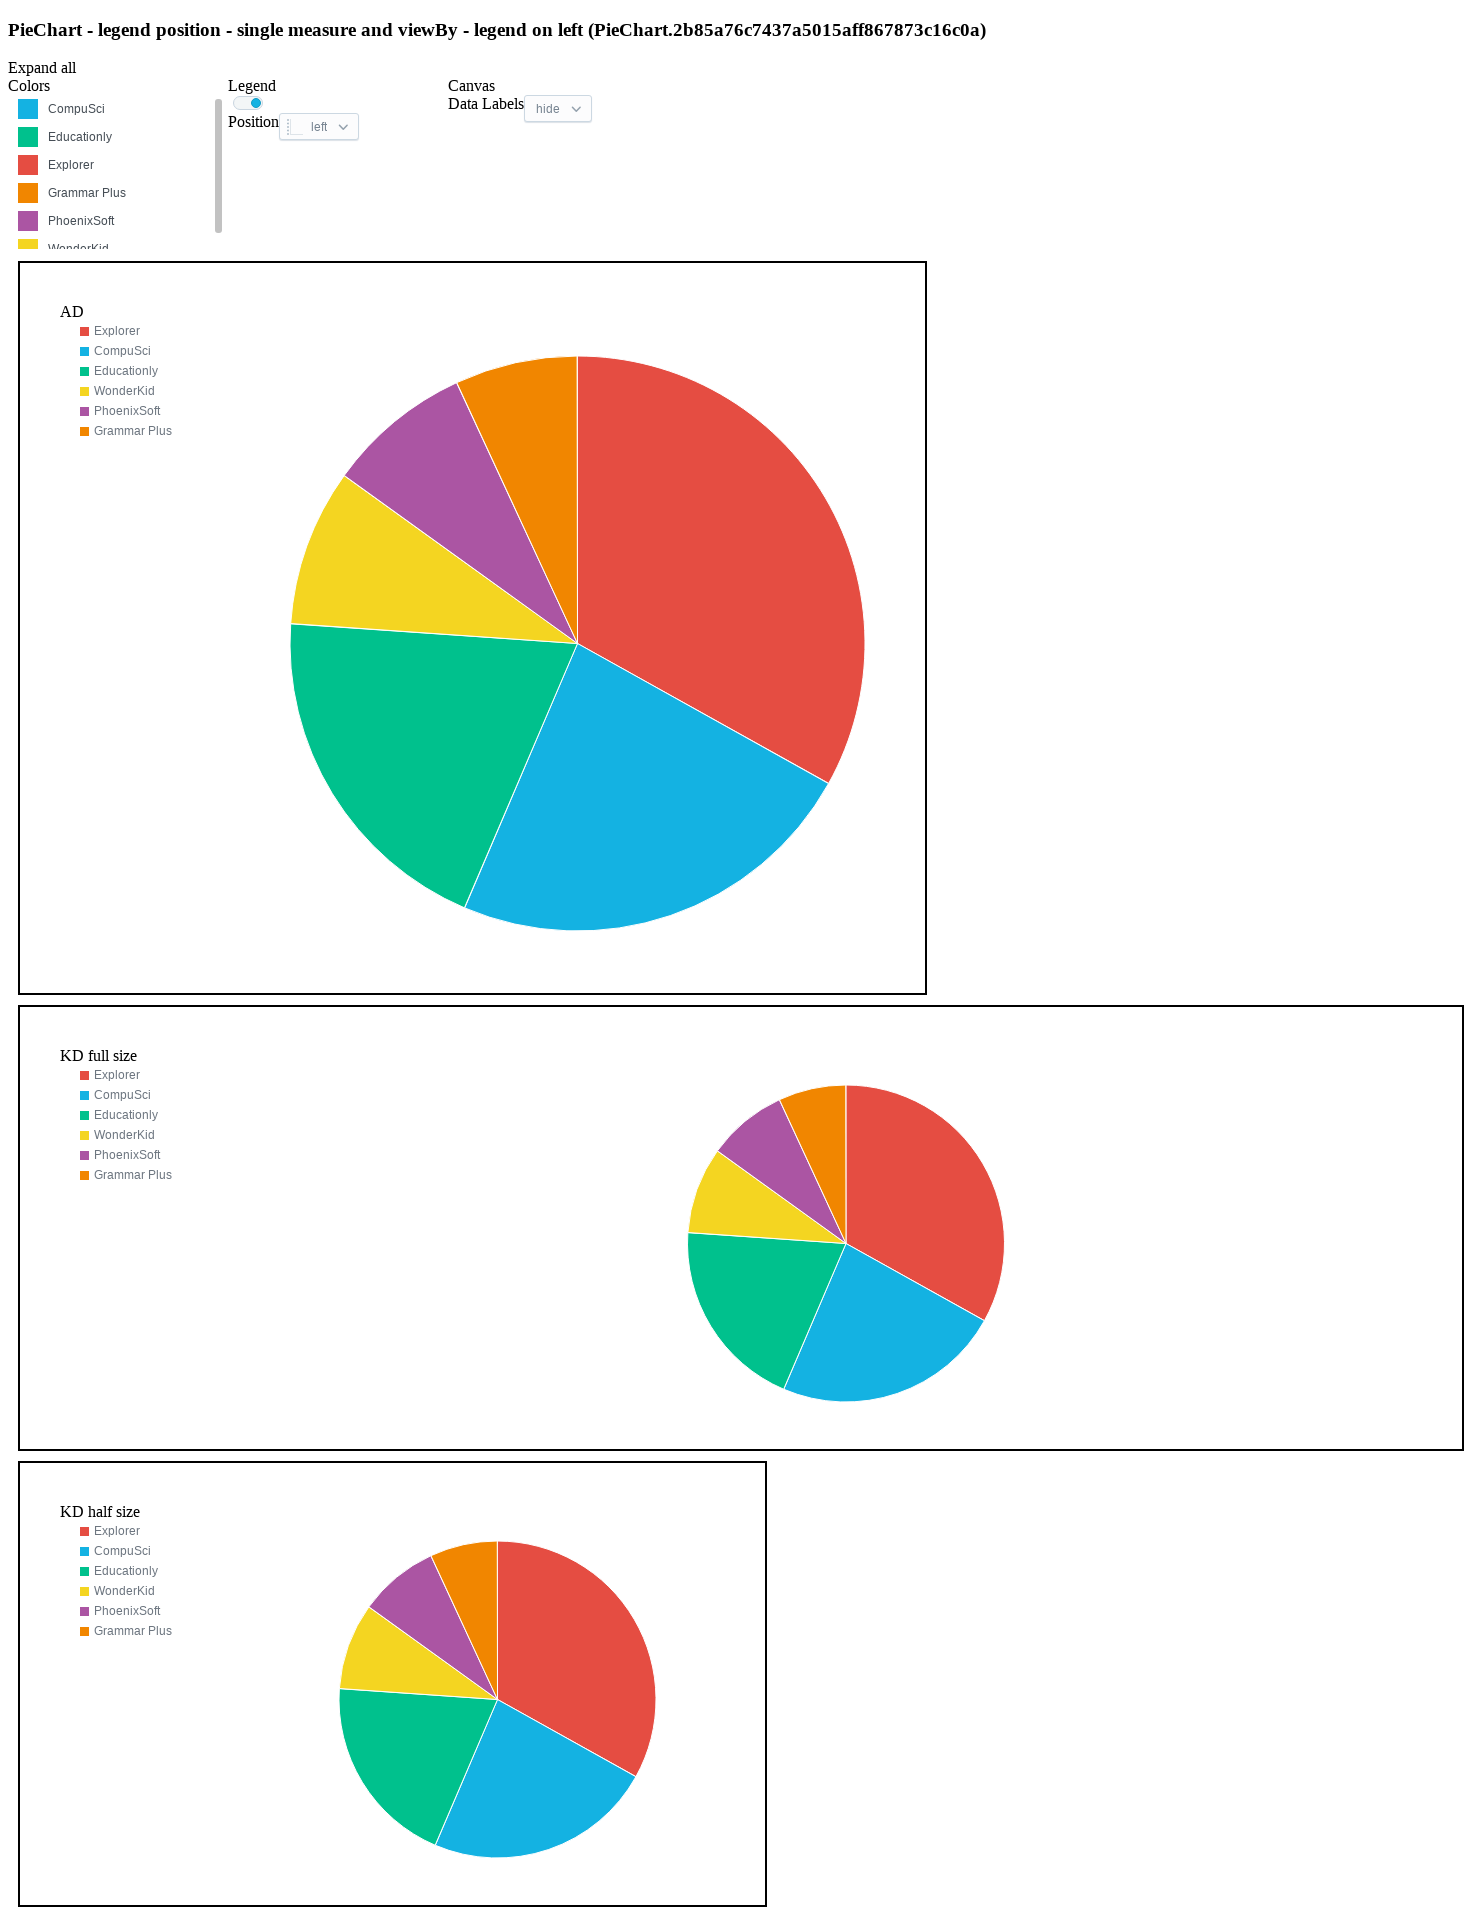 PieChart - legend position - single measure and viewBy - legend on left (PieChart.2b85a76c7437a5015aff867873c16c0a)
Expand all
Colors
CompuSci
Educationly
Explorer
Grammar Plus
PhoenixSoft
WonderKid
Legend
Position left
Canvas
Data Labels hide
AD
Explorer
CompuSci
Educationly
WonderKid
PhoenixSoft
Grammar Plus
KD full size
Explorer
CompuSci
Educationly
WonderKid
PhoenixSoft
Grammar Plus
KD half size
Explorer
CompuSci
Educationly
WonderKid
PhoenixSoft
Grammar Plus